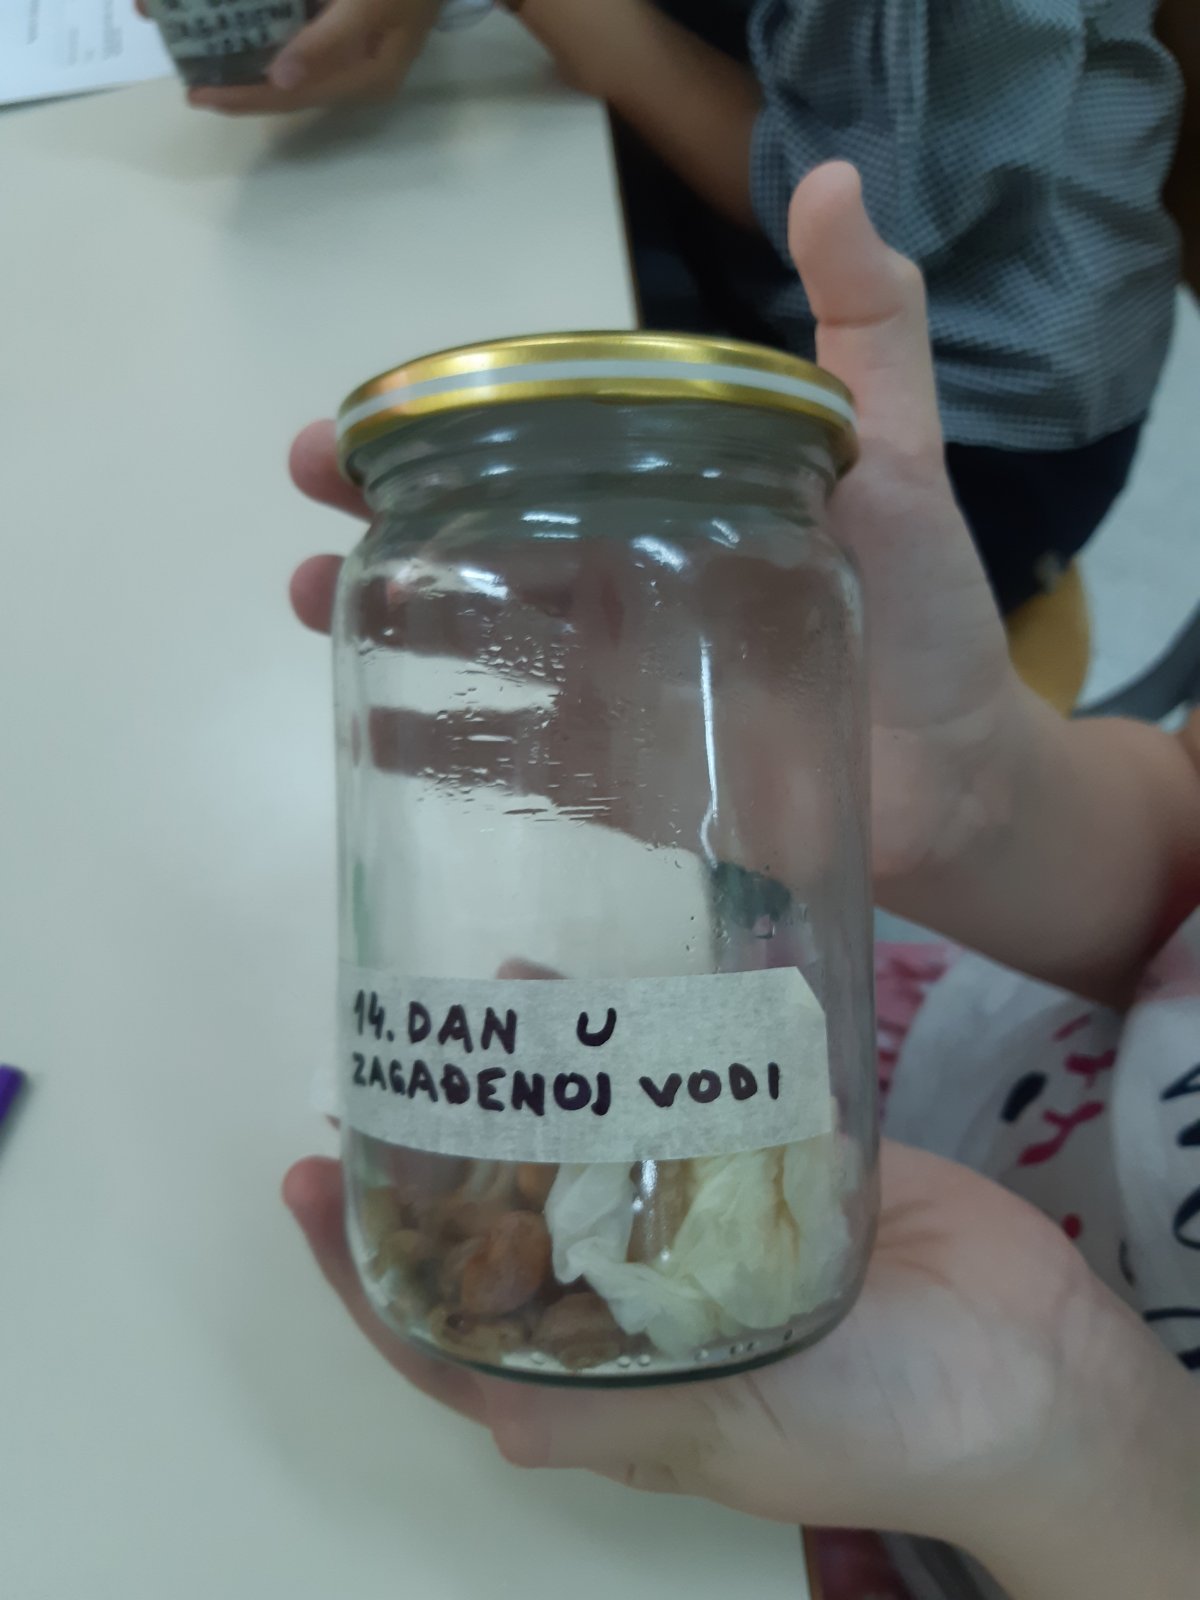 14. DAN U
ZAGAĐENOJ VODI